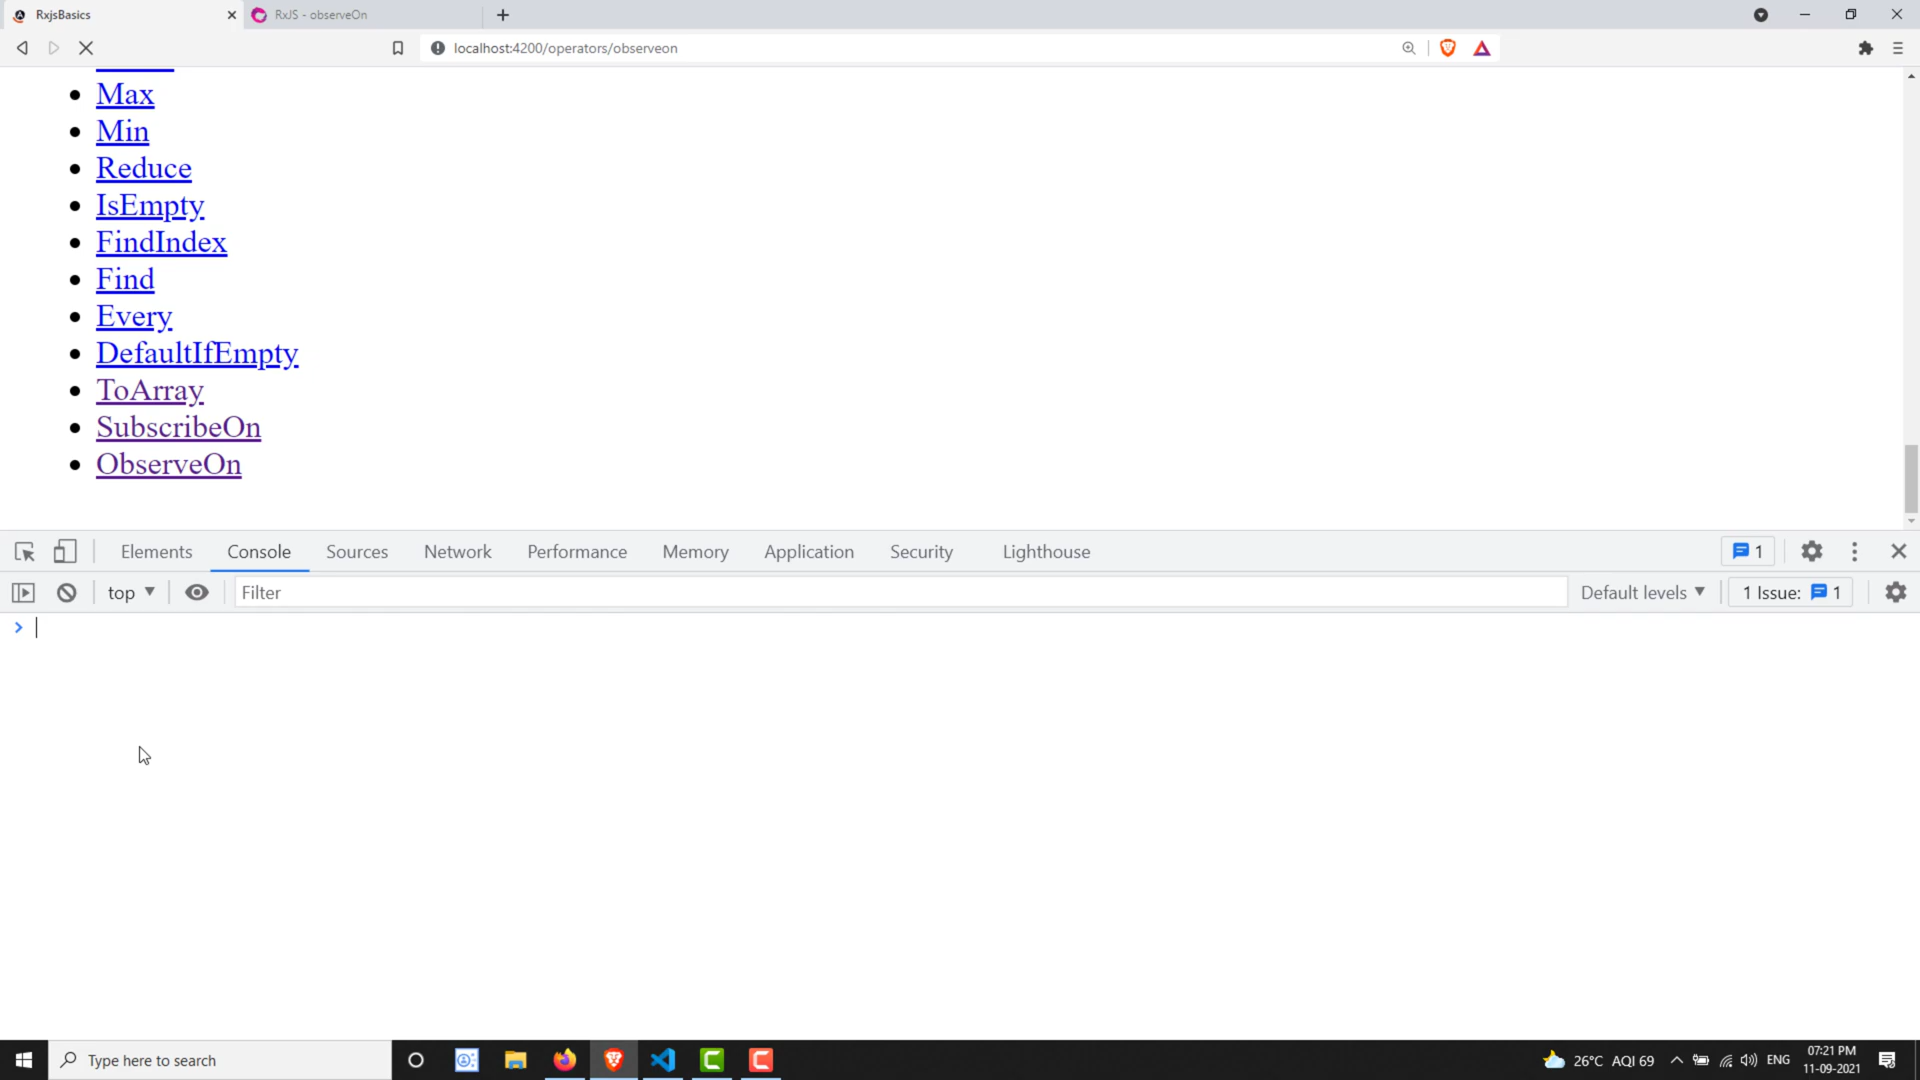 RxjsBasics
RxJS - observeOn
localhost:4200/operators/observeon
Max
Min
Reduce
IsEmpty
FindIndex
Find
Every
DefaultIfEmpty
ToArray
SubscribeOn
ObserveOn
Elements Console Sources Network Performance Memory Application Security Lighthouse 1
top Filter Default levels 1 Issue: 1
Type here to search
26°C AQI 69 ENG 07:21 PM
11-09-2021